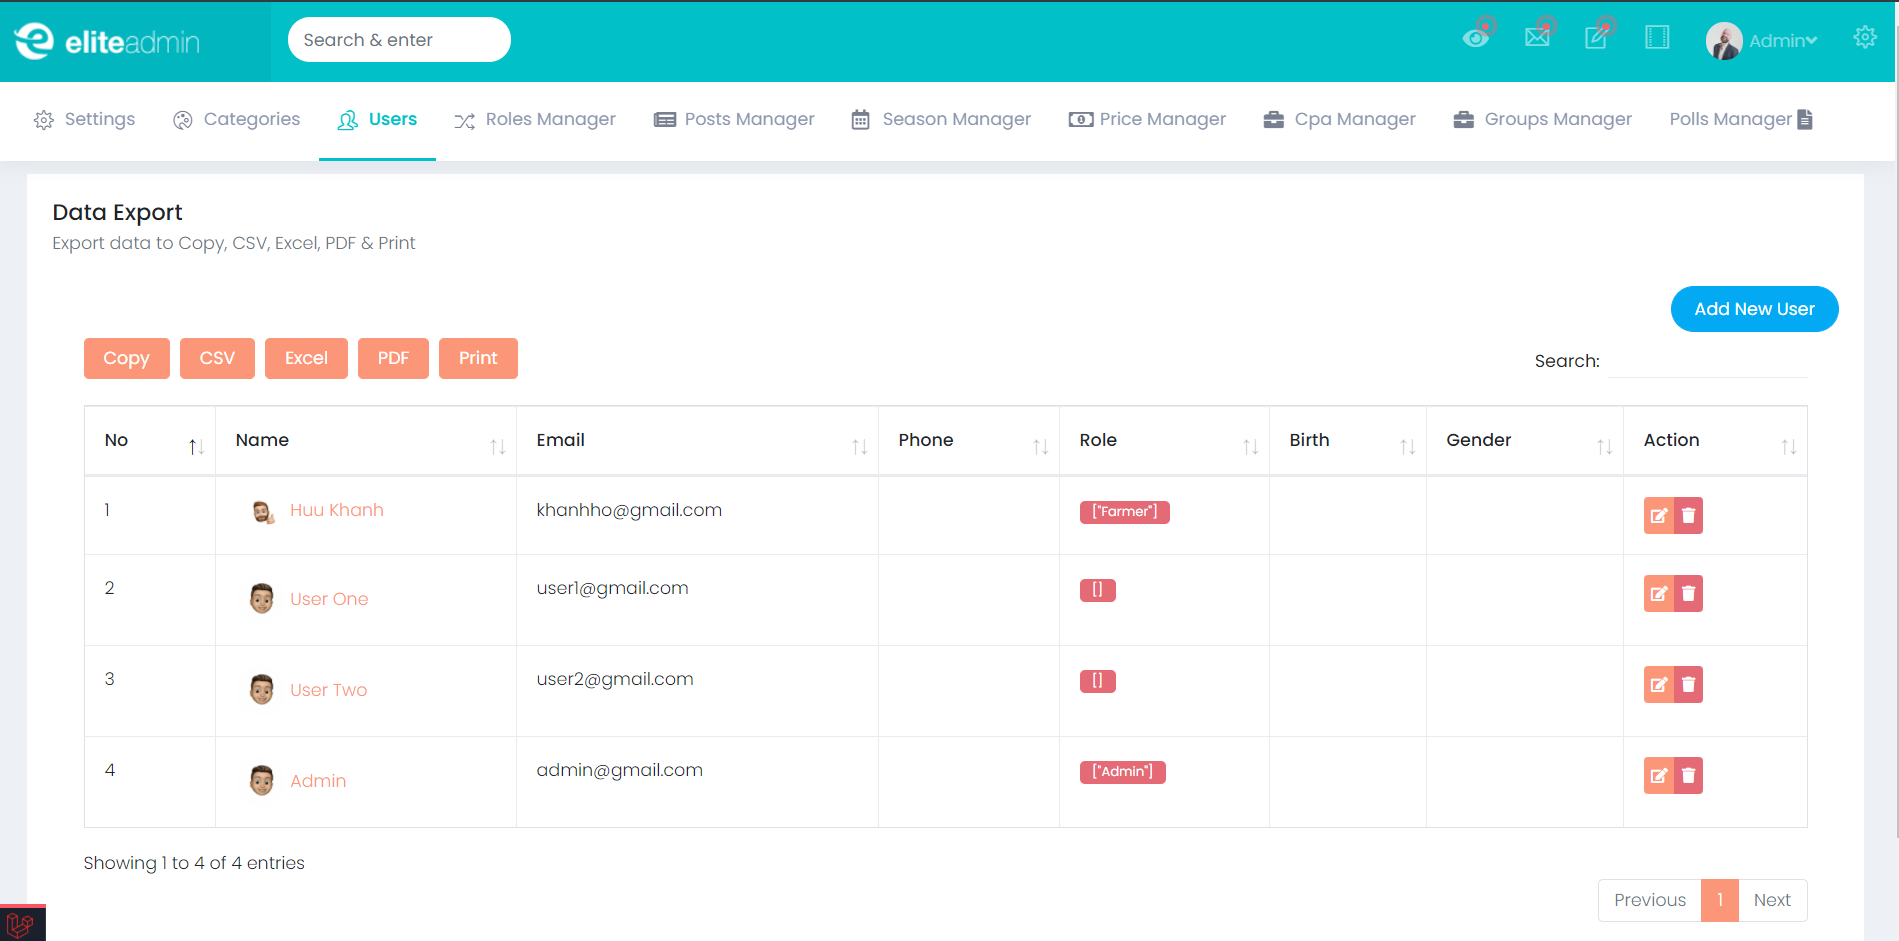 eliteadmin
Search & enter
Admin
Settings
Categories
Users
Roles Manager
Posts Manager
Season Manager
Price Manager
Cpa Manager
Groups Manager
Polls Manager
Data Export
Export data to Copy, CSV, Excel, PDF & Print
Add New User
Copy CSV Excel PDF Print
Search:
No Name Email Phone Role Birth Gender Action
1 Huu Khanh khanhho@gmail.com ["Farmer"]
2 User One user1@gmail.com []
3 User Two user2@gmail.com []
4 Admin admin@gmail.com ["Admin"]
Showing 1 to 4 of 4 entries
Previous 1 Next